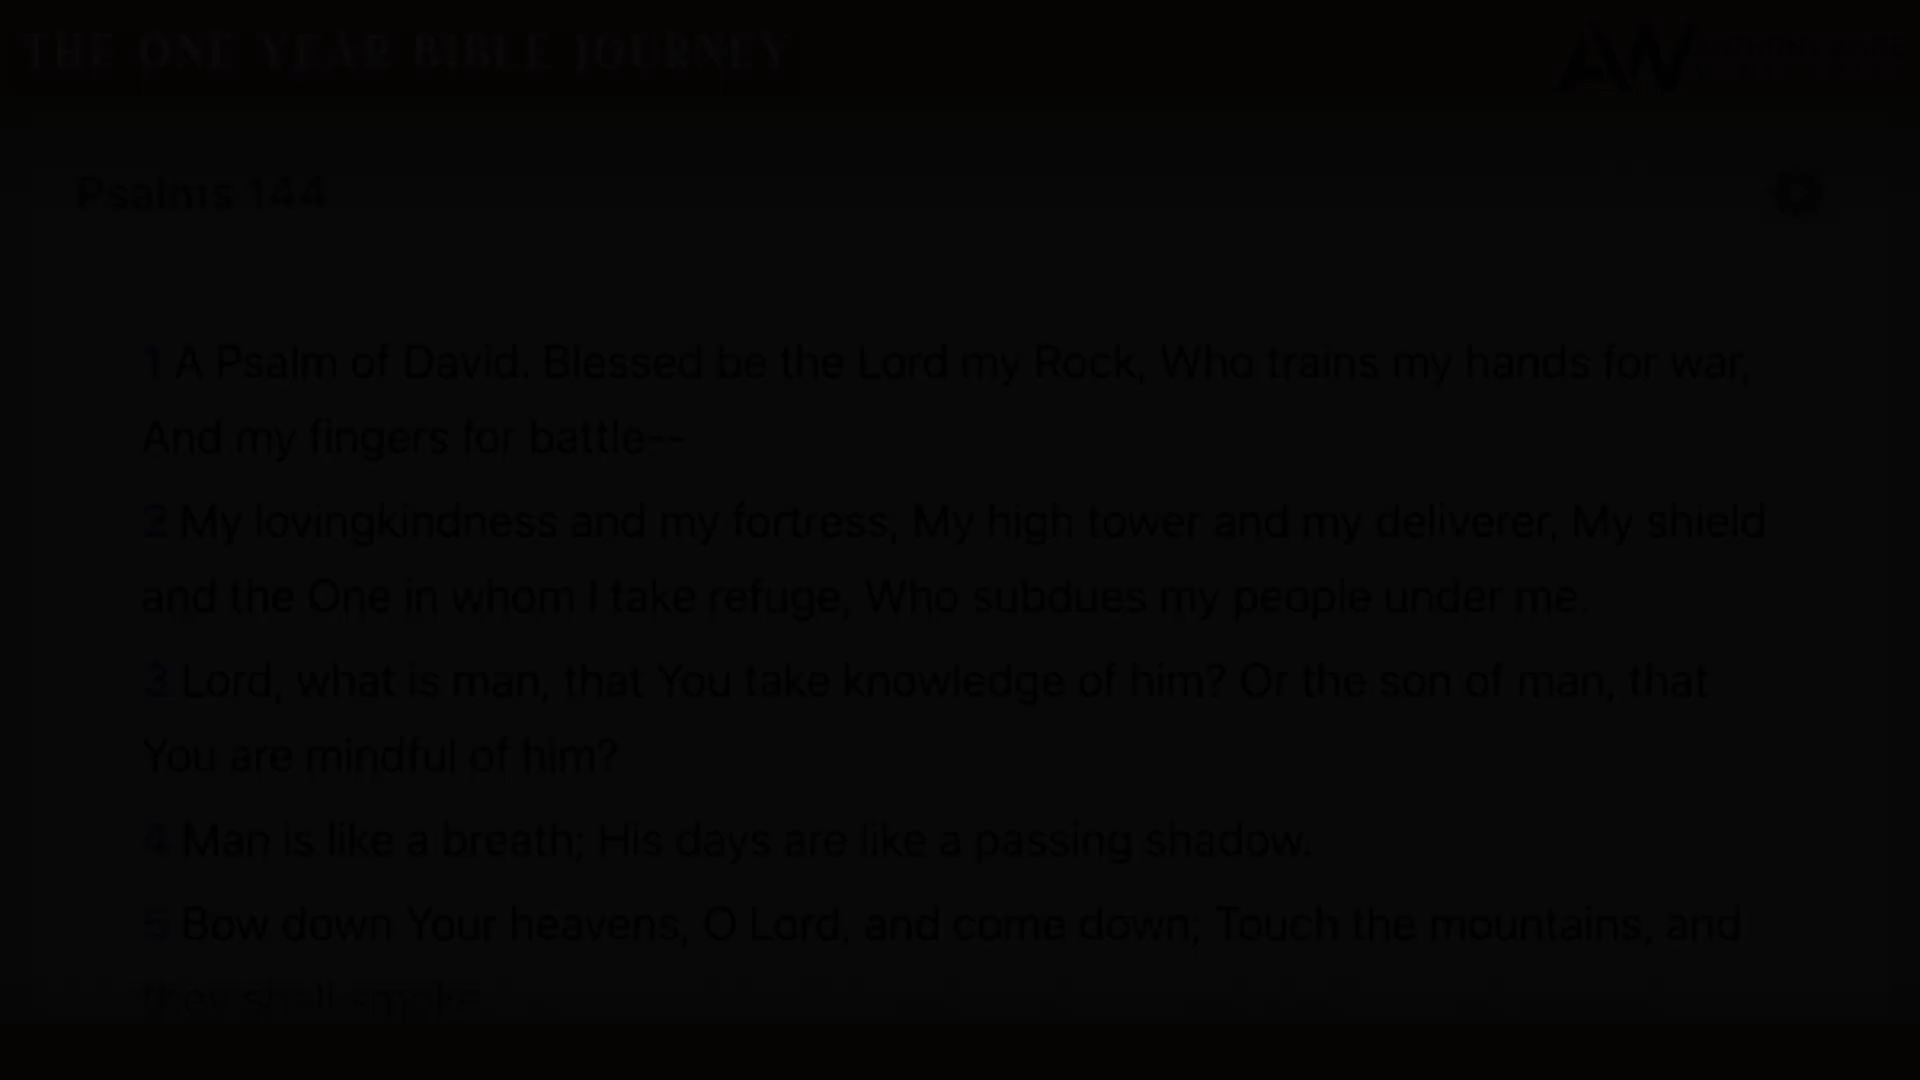 THE ONE YEAR BIBLE JOURNEY
AW
Psalms 144
1 A Psalm of David. Blessed be the Lord my Rock, Who trains my hands for war,
And my fingers for battle--
2 My lovingkindness and my fortress, My high tower and my deliverer, My shield
and the One in whom I take refuge, Who subdues my people under me.
3 Lord, what is man, that You take knowledge of him? Or the son of man, that
You are mindful of him?
4 Man is like a breath; His days are like a passing shadow.
5 Bow down Your heavens, O Lord, and come down; Touch the mountains, and
they shall smoke